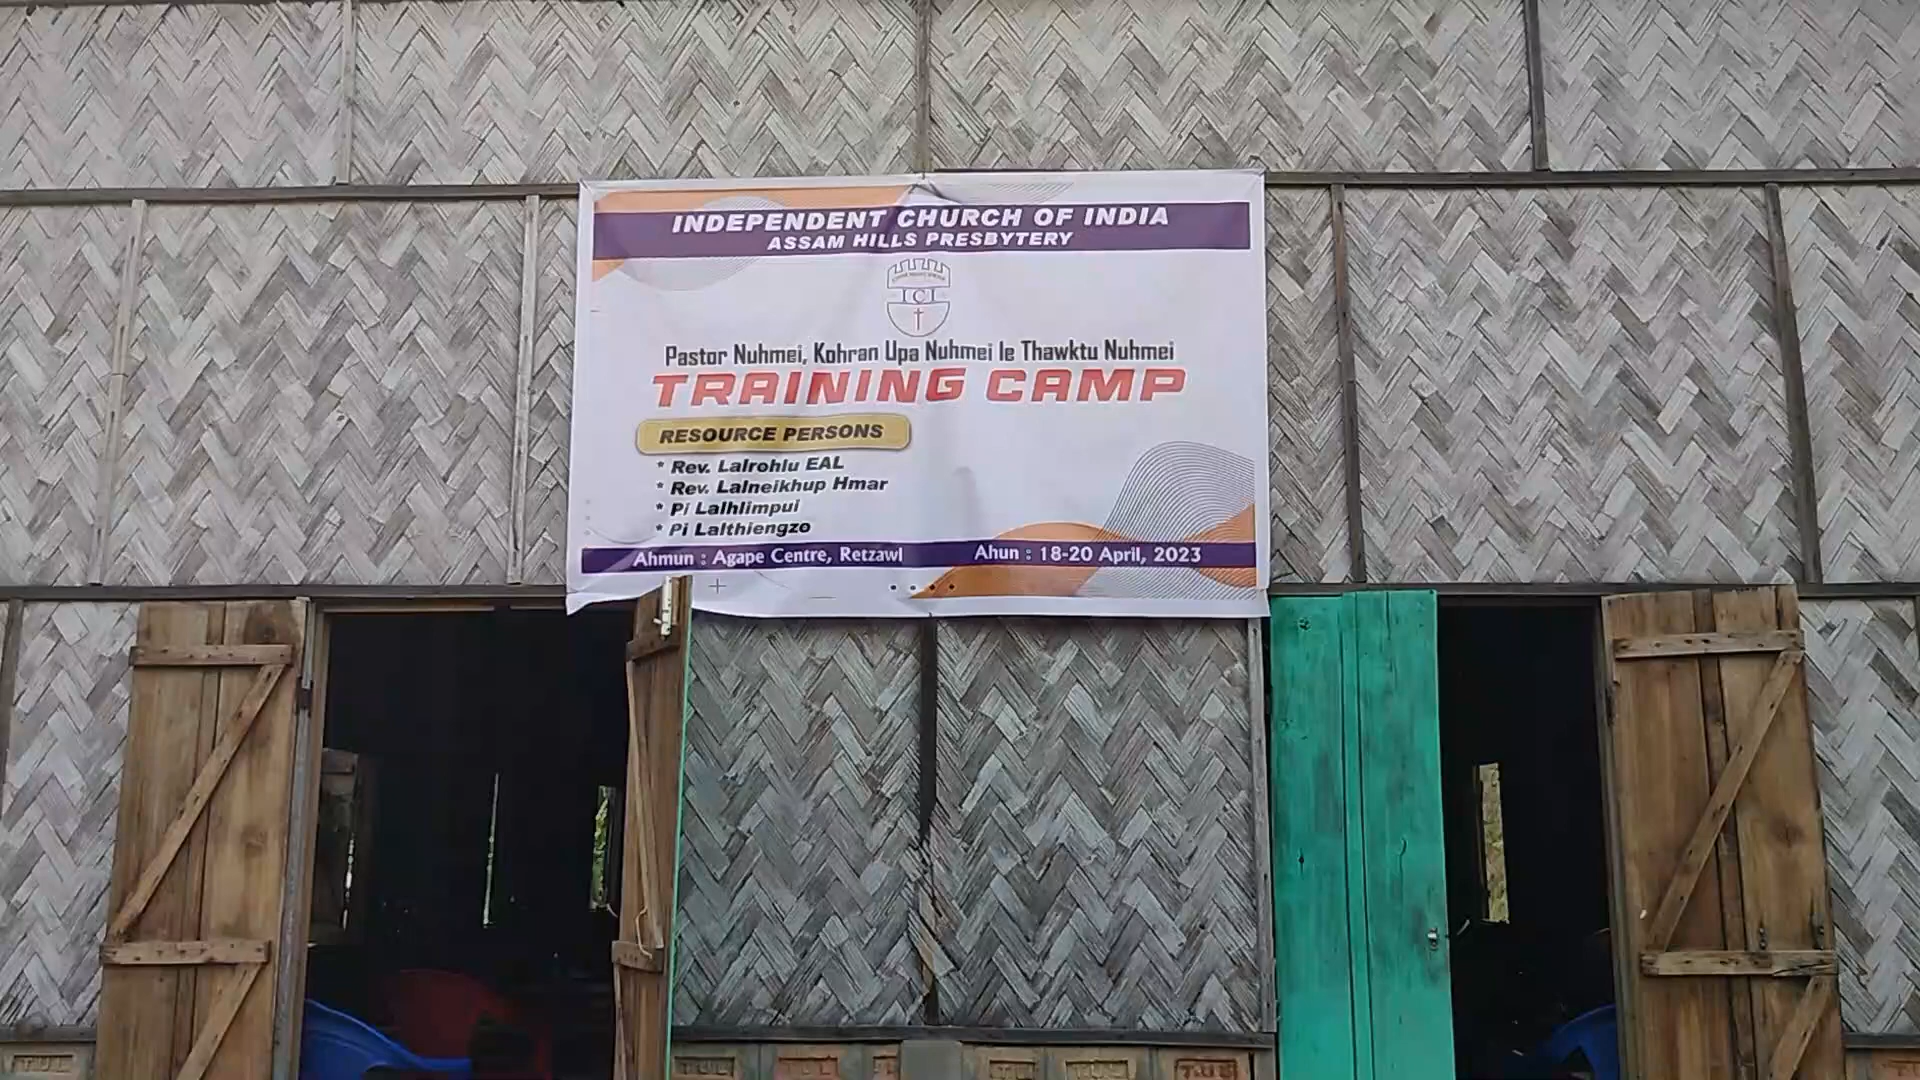 INDEPENDENT CHURCH OF INDIA
ASSAM HILLS PRESBYTERY
ICI
Pastor Nuhmei, Kohran Upa Nuhmei le Thawktu Nuhmei
TRAINING CAMP
RESOURCE PERSONS
* Rev. Lalrohlu EAL
* Rev. Lalneikhup Hmar
* Pi Lalhlimpui
* Pi Lalthiengzo
Ahmun : Agape Centre, Retzawl Ahun : 18-20 April, 2023